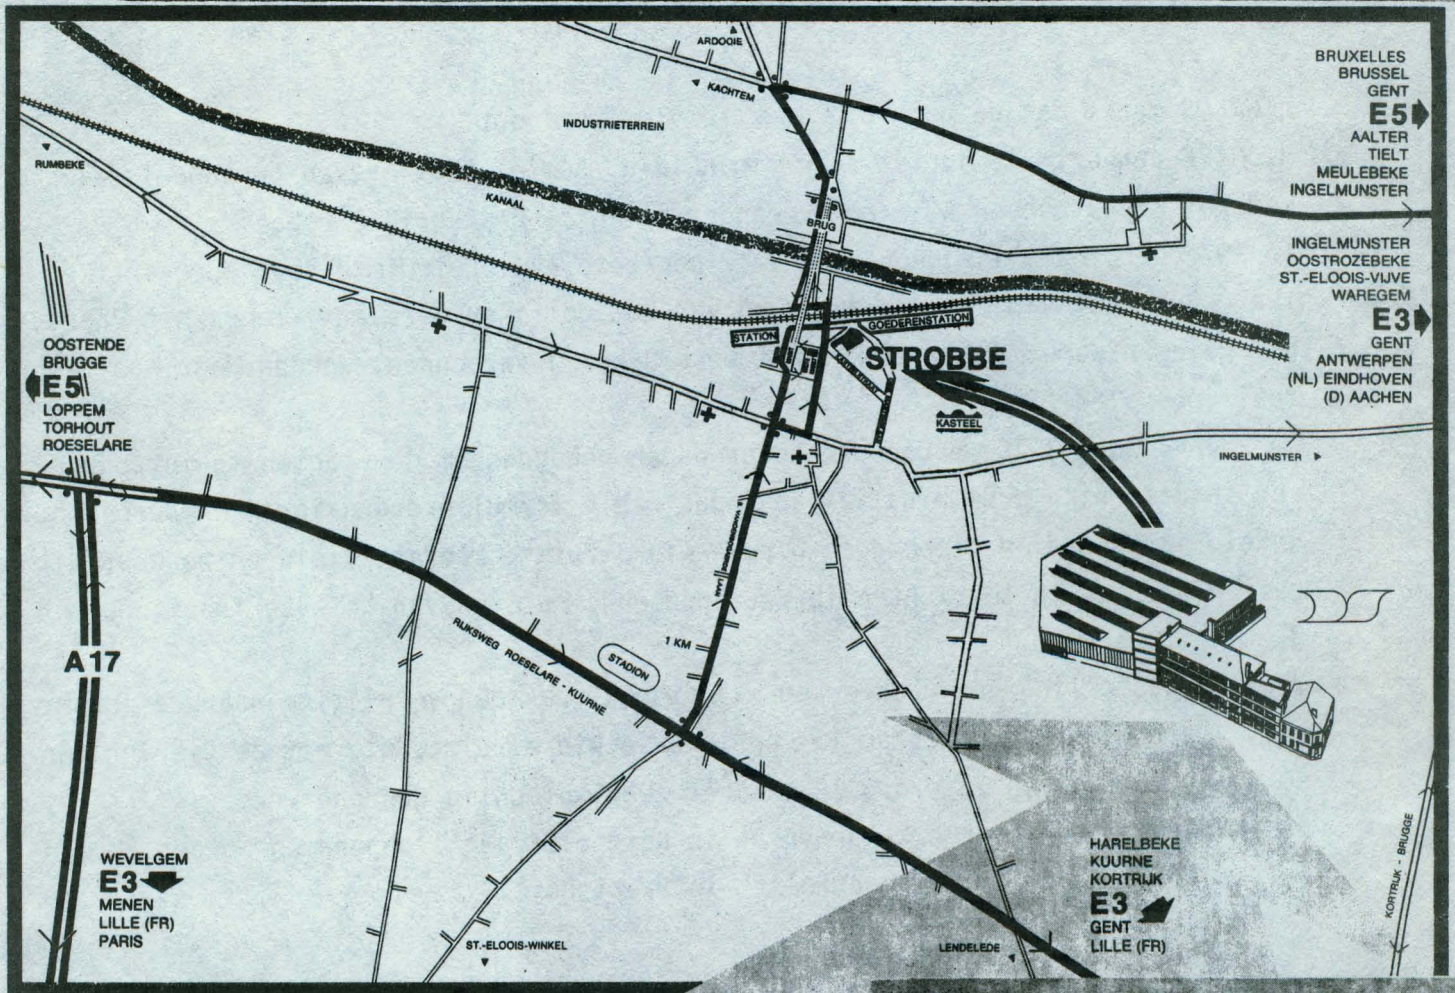 ARDOOIE
KACHTEM
INDUSTRIETERREIN
BRUXELLES
BRUSSEL
GENT
E5
AALTER
TIELT
MEULEBEKE
INGELMUNSTER
RUMBEKE
KANAAL
BRUG
INGELMUNSTER
OOSTROZEBEKE
ST.-ELOOIS-VIJVE
WAREGEM
E3
GENT
ANTWERPEN
(NL) EINDHOVEN
(D) AACHEN
STATION
GOEDERENSTATION
STROBBE
KASTEEL
OOSTENDE
BRUGGE
E5
LOPPEM
TORHOUT
ROESELARE
INGELMUNSTER
A 17
RIJKSWEG ROESELARE - KUURNE
STADION
1 KM
WEVELGEM
E3
MENEN
LILLE (FR)
PARIS
ST.-ELOOIS-WINKEL
LENDELEDE
HARELBEKE
KUURNE
KORTRIJK
E3
GENT
LILLE (FR)
KORTRIJK - BRUGGE